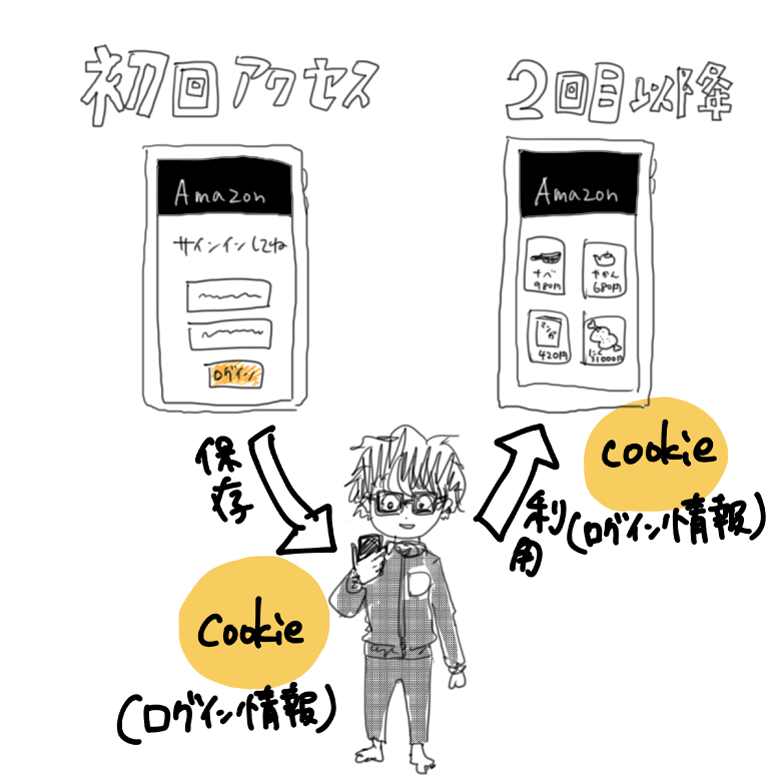 初回アクセス
Amazon
サインインしてね
ログイン
保存
cookie
(ログイン情報)
2回目以降
Amazon
ナベ
980円
やかん
680円
マンガ
420円
31000円
利用
cookie
(ログイン情報)